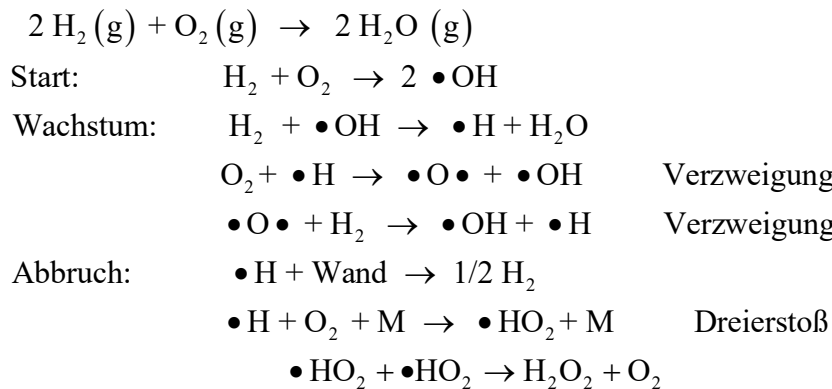 2 H₂ (g) + O₂ (g) → 2 H₂O (g)
Start: H₂ + O₂ → 2 •OH
Wachstum: H₂ + •OH → •H + H₂O
O₂ + •H → •O• + •OH Verzweigung
•O• + H₂ → •OH + •H Verzweigung
Abbruch: •H + Wand → 1/2 H₂
•H + O₂ + M → •HO₂ + M Dreierstoß
•HO₂ + •HO₂ → H₂O₂ + O₂